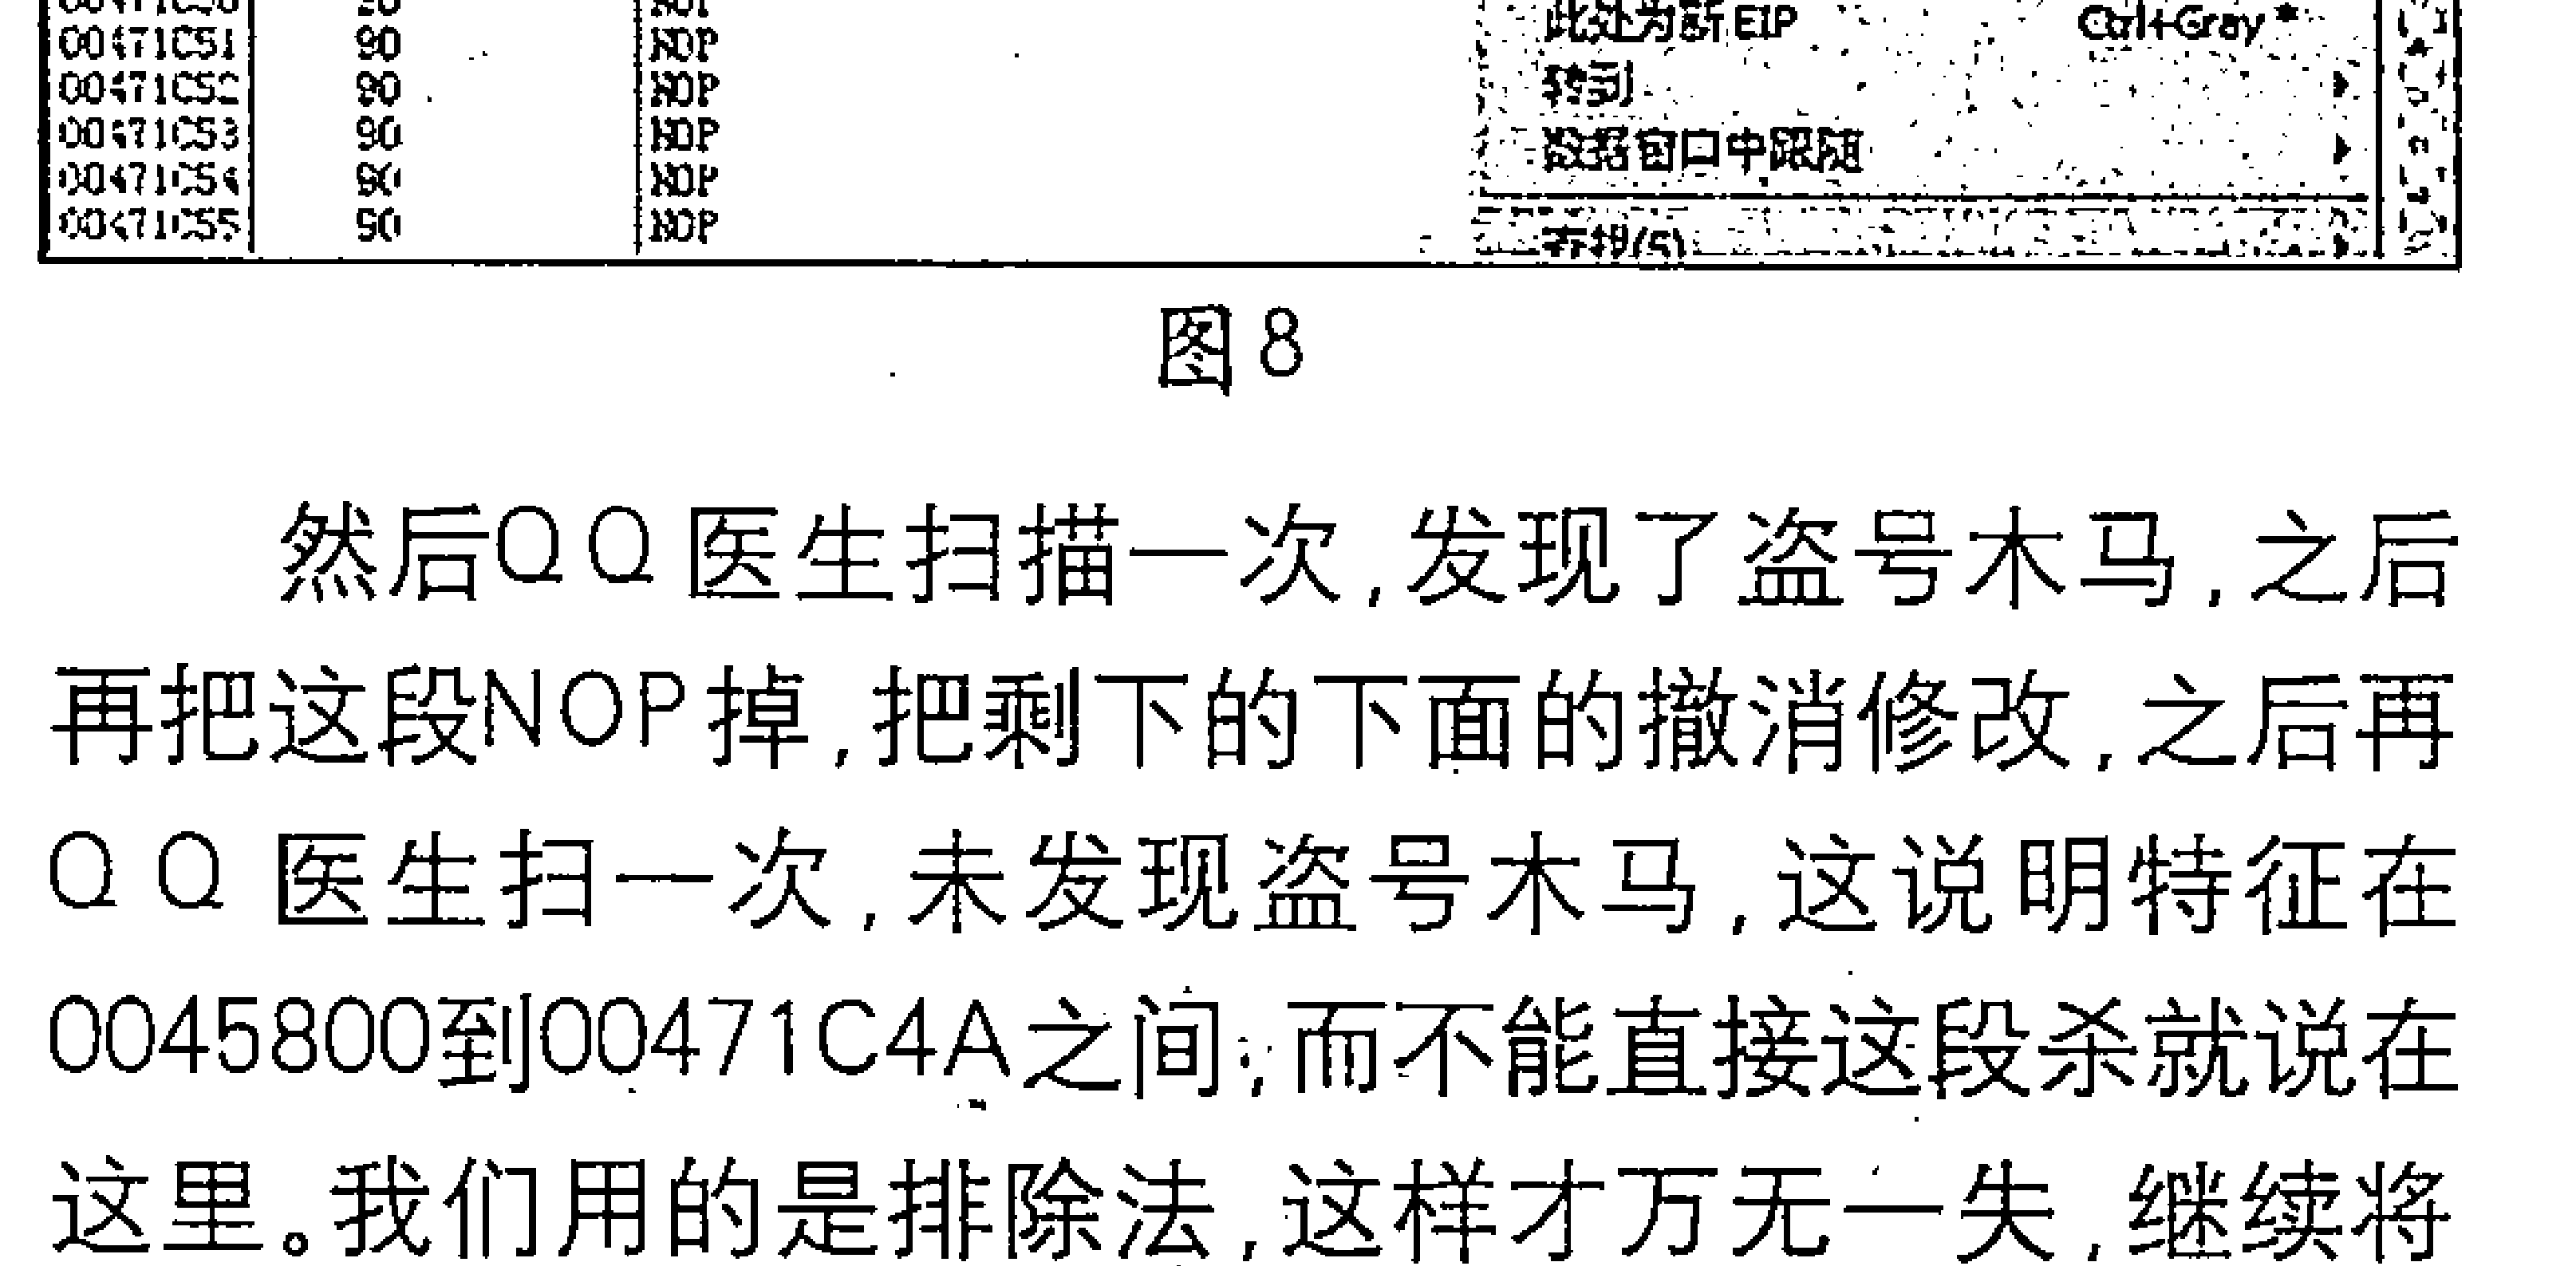 00471C51 90 NOP 此处为新 EIP Ctrl+Gray *
00471C52 90 NOP 转到
00471C53 90 NOP 数据窗口中跟随
00471C54 90 NOP
00471C55 90 NOP
查找(S)
图8
然后QQ医生扫描一次,发现了盗号木马,之后
再把这段NOP掉,把剩下的下面的撤消修改,之后再
QQ医生扫一次,未发现盗号木马,这说明特征在
0045800到00471C4A之间,而不能直接这段杀就说在
这里。我们用的是排除法,这样才万无一失,继续将